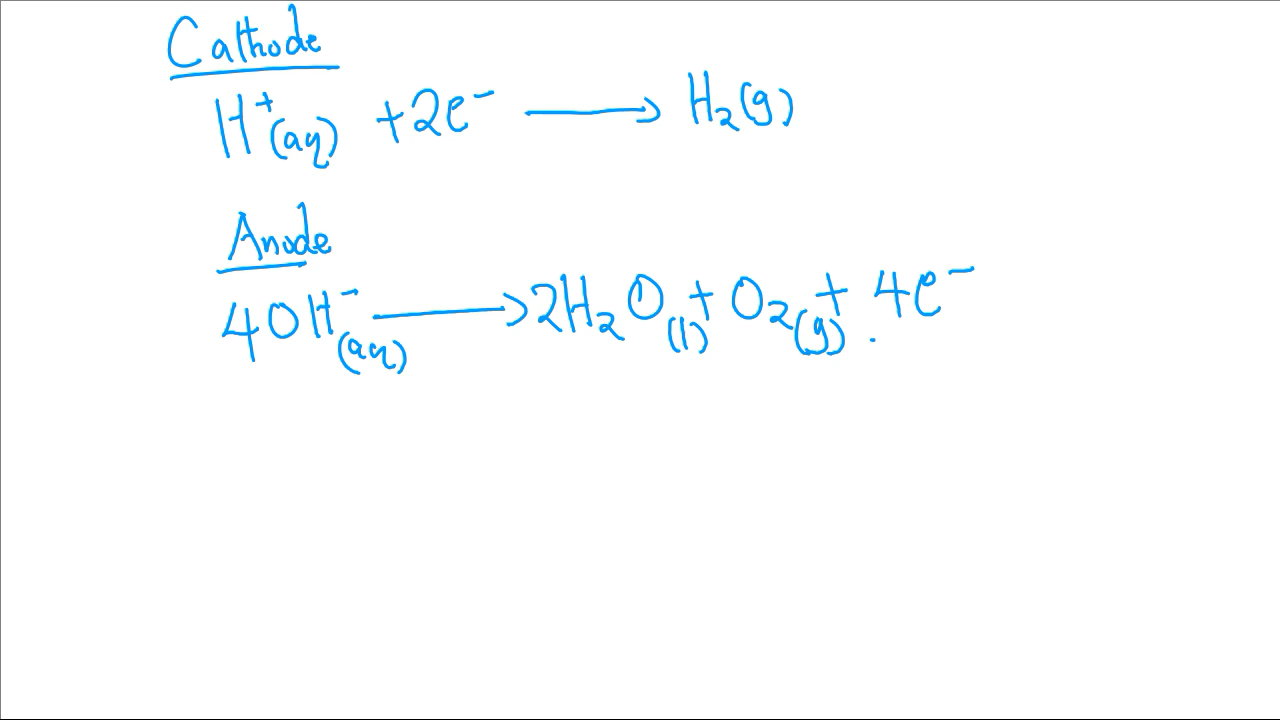 Cathode
H⁺(aq) + 2e⁻ ⟶ H₂(g)
Anode
4OH⁻(aq) ⟶ 2H₂O(l) + O₂(g) + 4e⁻